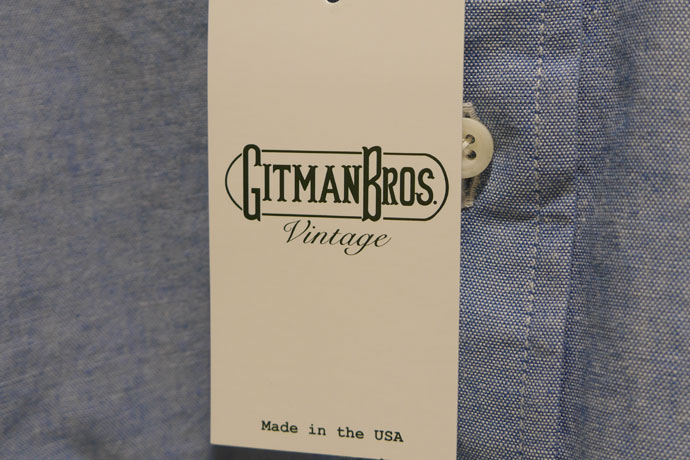 GITMAN BROS.
Vintage
Made in the USA